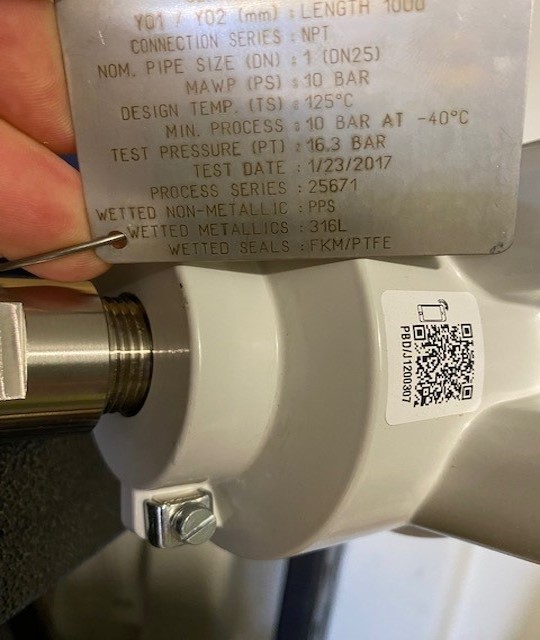 Y01 / Y02 (mm) : LENGTH 1000
CONNECTION SERIES : NPT
NOM. PIPE SIZE (DN) : 1 (DN25)
MAWP (PS) : 10 BAR
DESIGN TEMP. (TS) : 125°C
MIN. PROCESS : 10 BAR AT -40°C
TEST PRESSURE (PT) : 16.3 BAR
TEST DATE : 1/23/2017
PROCESS SERIES : 25671
WETTED NON-METALLIC : PPS
WETTED METALLICS : 316L
WETTED SEALS : FKM/PTFE
PBD/J1200307